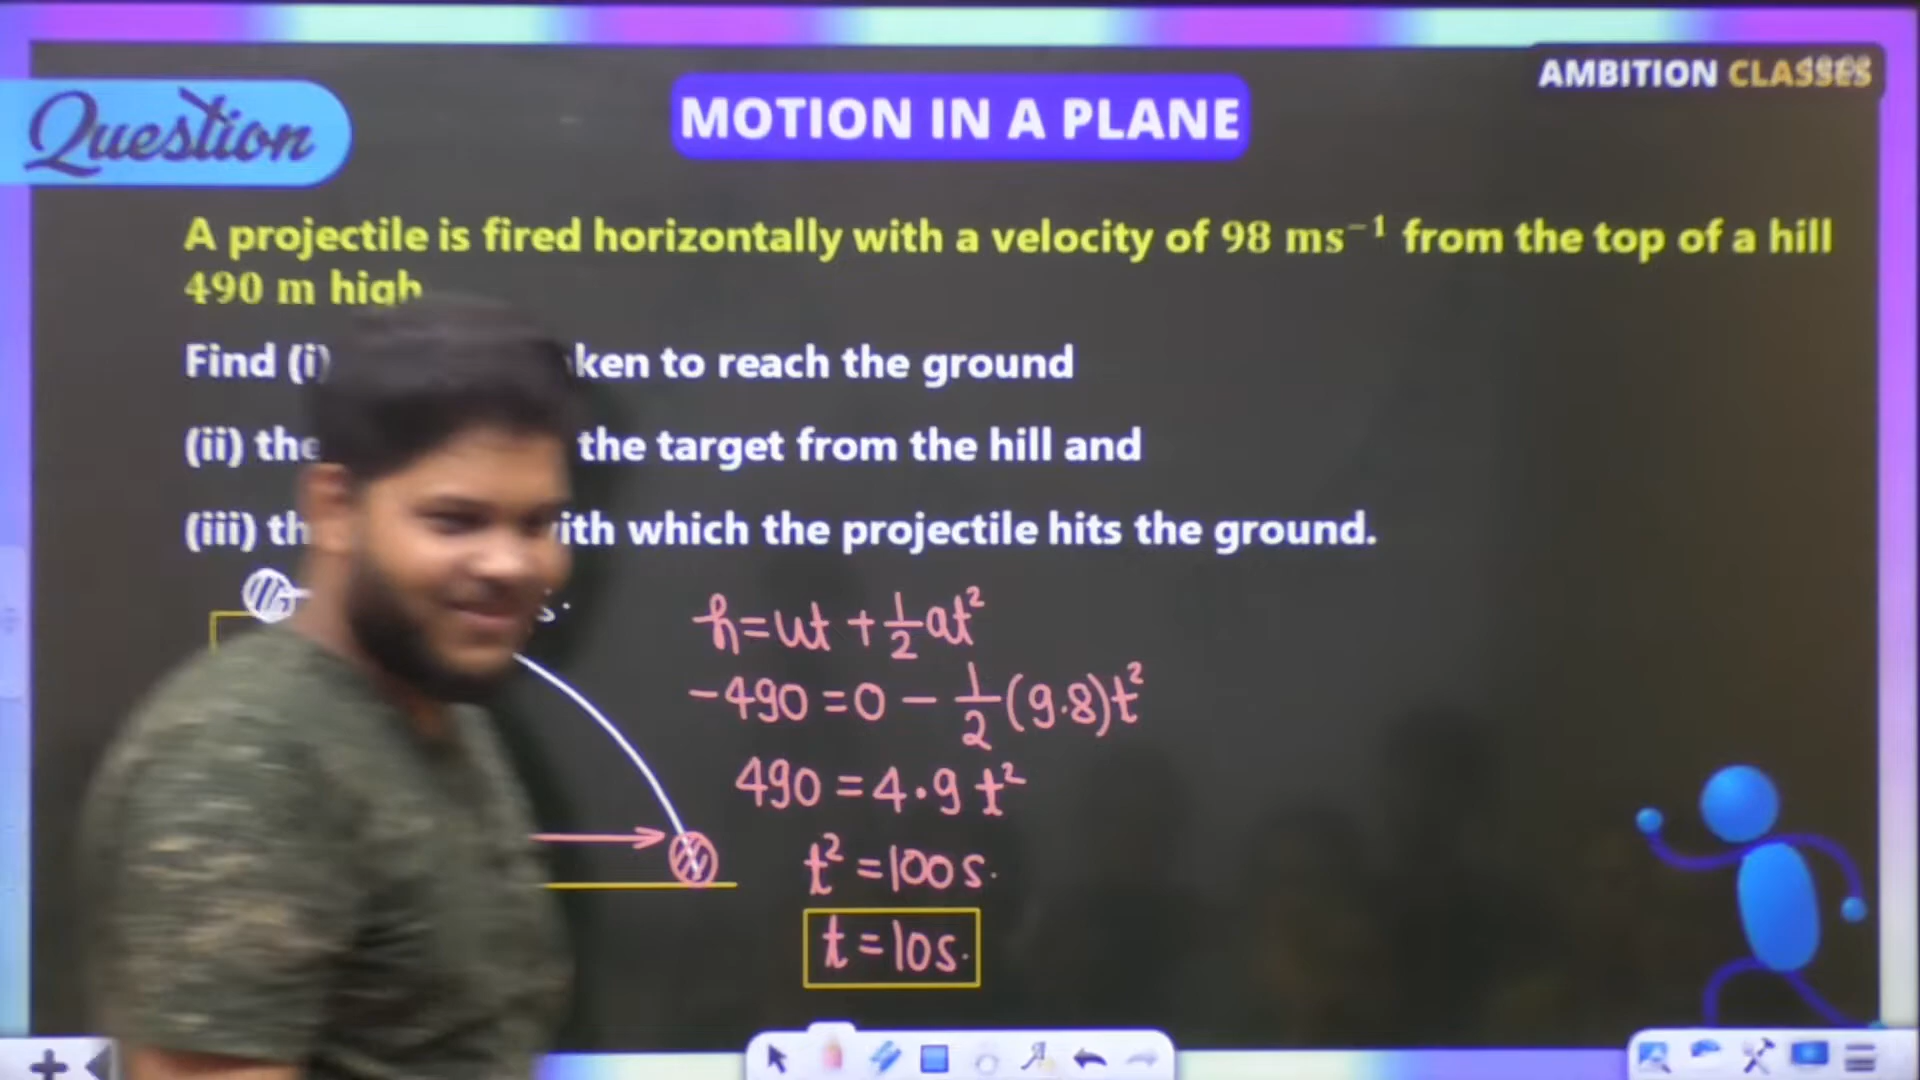 AMBITION CLASSES
Question
MOTION IN A PLANE
A projectile is fired horizontally with a velocity of 98 ms⁻¹ from the top of a hill
490 m high
Find (i) ken to reach the ground
(ii) the the target from the hill and
(iii) th ith which the projectile hits the ground.
s.
h=ut+½at²
-490=0-½(9.8)t²
490=4.9t²
t²=100s.
t=10s.